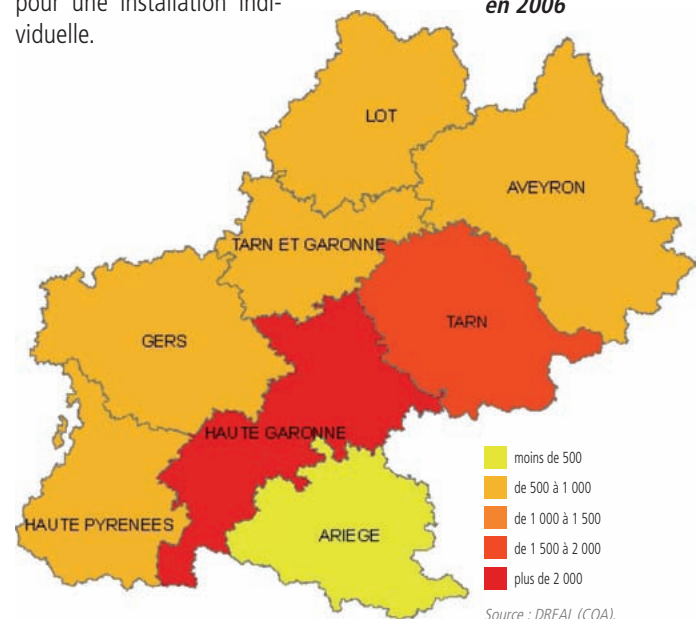 pour une installation indi-
viduelle.
en 2006
LOT
AVEYRON
TARN ET GARONNE
TARN
GERS
HAUTE GARONNE
HAUTE PYRENEES
ARIEGE
moins de 500
de 500 à 1 000
de 1 000 à 1 500
de 1 500 à 2 000
plus de 2 000
Source : DREAL (COA).